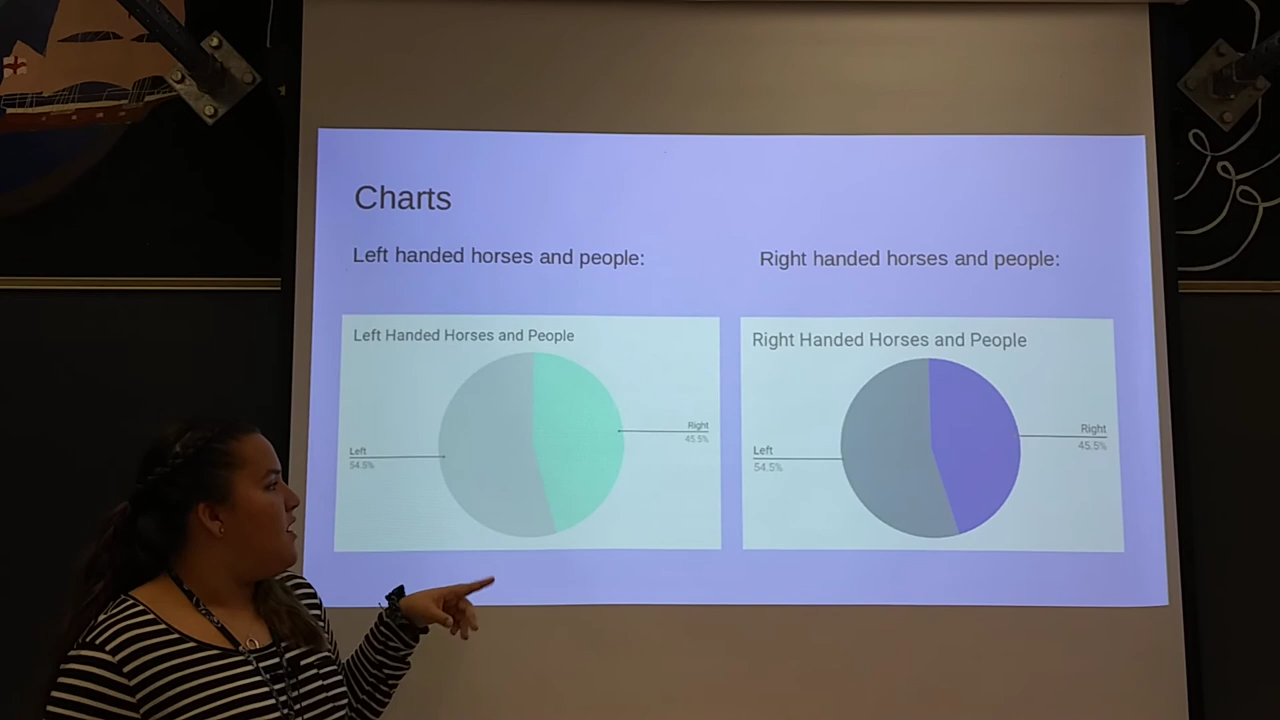 Charts
Left handed horses and people:
Right handed horses and people:
Left Handed Horses and People
Right
45.5%
Left
54.5%
Right Handed Horses and People
Right
45.5%
Left
54.5%